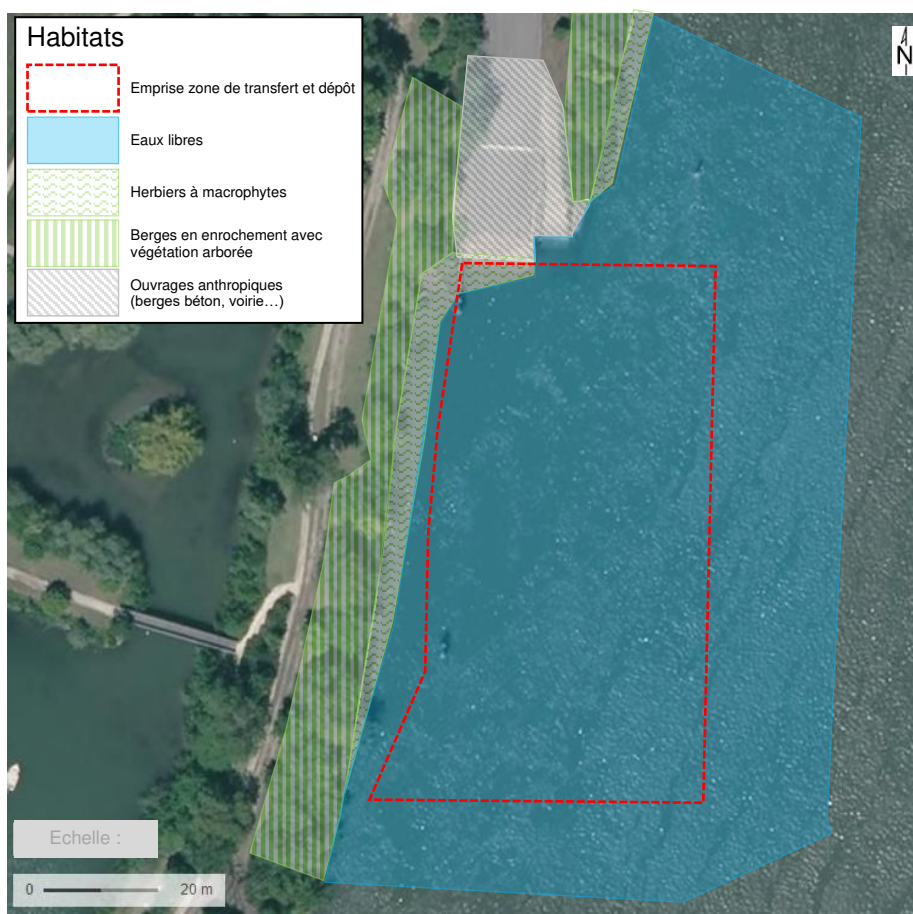 Habitats
N
Emprise zone de transfert et dépôt
Eaux libres
Herbiers à macrophytes
Berges en enrochement avec
végétation arborée
Ouvrages anthropiques
(berges béton, voirie…)
Echelle :
0 20 m